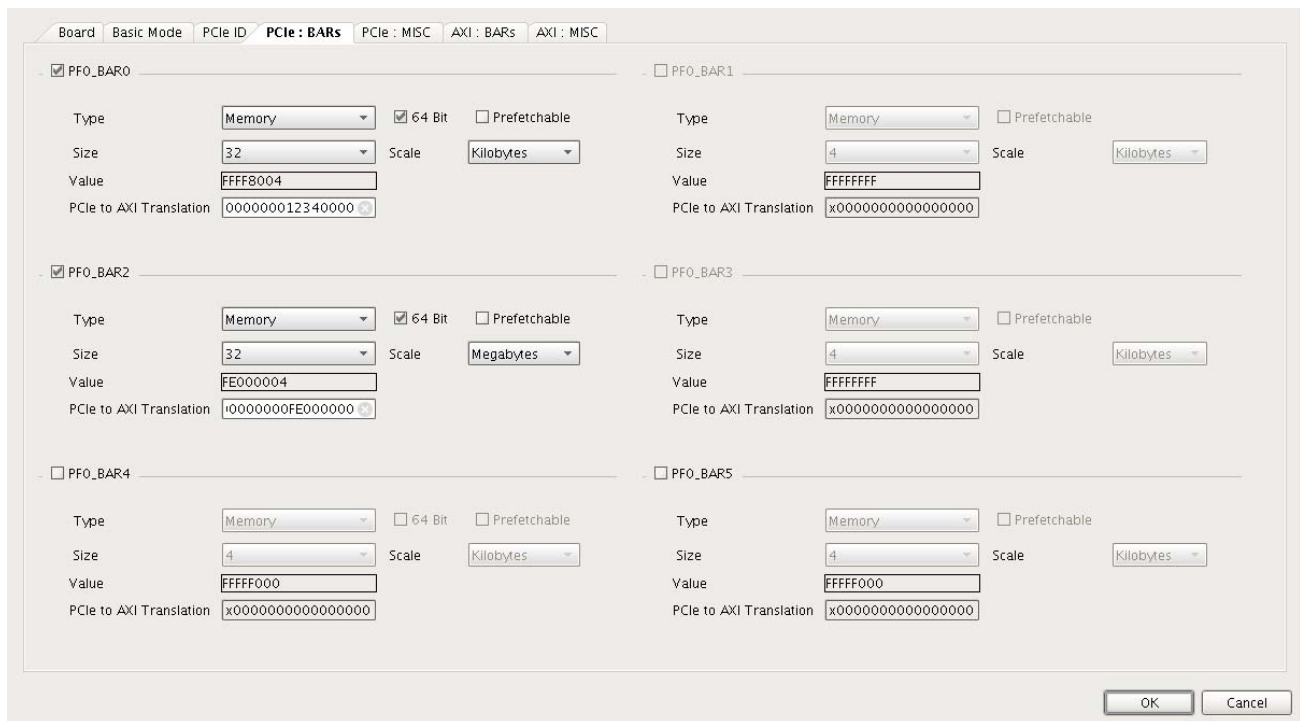 Board Basic Mode PCIe ID PCIe : BARs PCIe : MISC AXI : BARs AXI : MISC
PF0_BAR0
Type Memory 64 Bit Prefetchable
Size 32 Scale Kilobytes
Value FFFF8004
PCIe to AXI Translation 000000012340000
PF0_BAR1
Type Memory Prefetchable
Size 4 Scale Kilobytes
Value FFFFFFFF
PCIe to AXI Translation x0000000000000000
PF0_BAR2
Type Memory 64 Bit Prefetchable
Size 32 Scale Megabytes
Value FE000004
PCIe to AXI Translation 0000000FE000000
PF0_BAR3
Type Memory Prefetchable
Size 4 Scale Kilobytes
Value FFFFFFFF
PCIe to AXI Translation x0000000000000000
PF0_BAR4
Type Memory 64 Bit Prefetchable
Size 4 Scale Kilobytes
Value FFFFF000
PCIe to AXI Translation x0000000000000000
PF0_BAR5
Type Memory Prefetchable
Size 4 Scale Kilobytes
Value FFFFF000
PCIe to AXI Translation x0000000000000000
OK Cancel